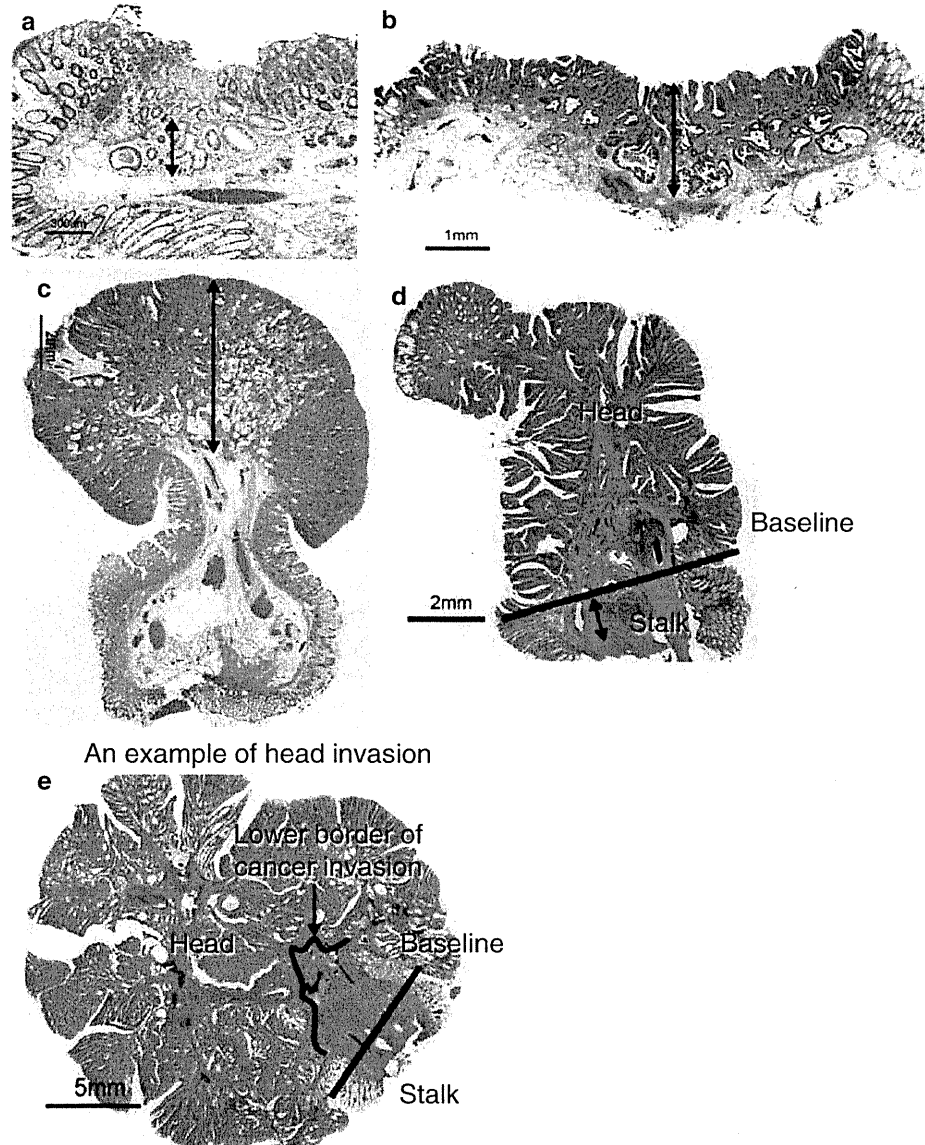 a
b
1mm
c
d
Head
Baseline
2mm
Stalk
An example of head invasion
e
Lower border of
cancer invasion
Head
Baseline
5mm
Stalk